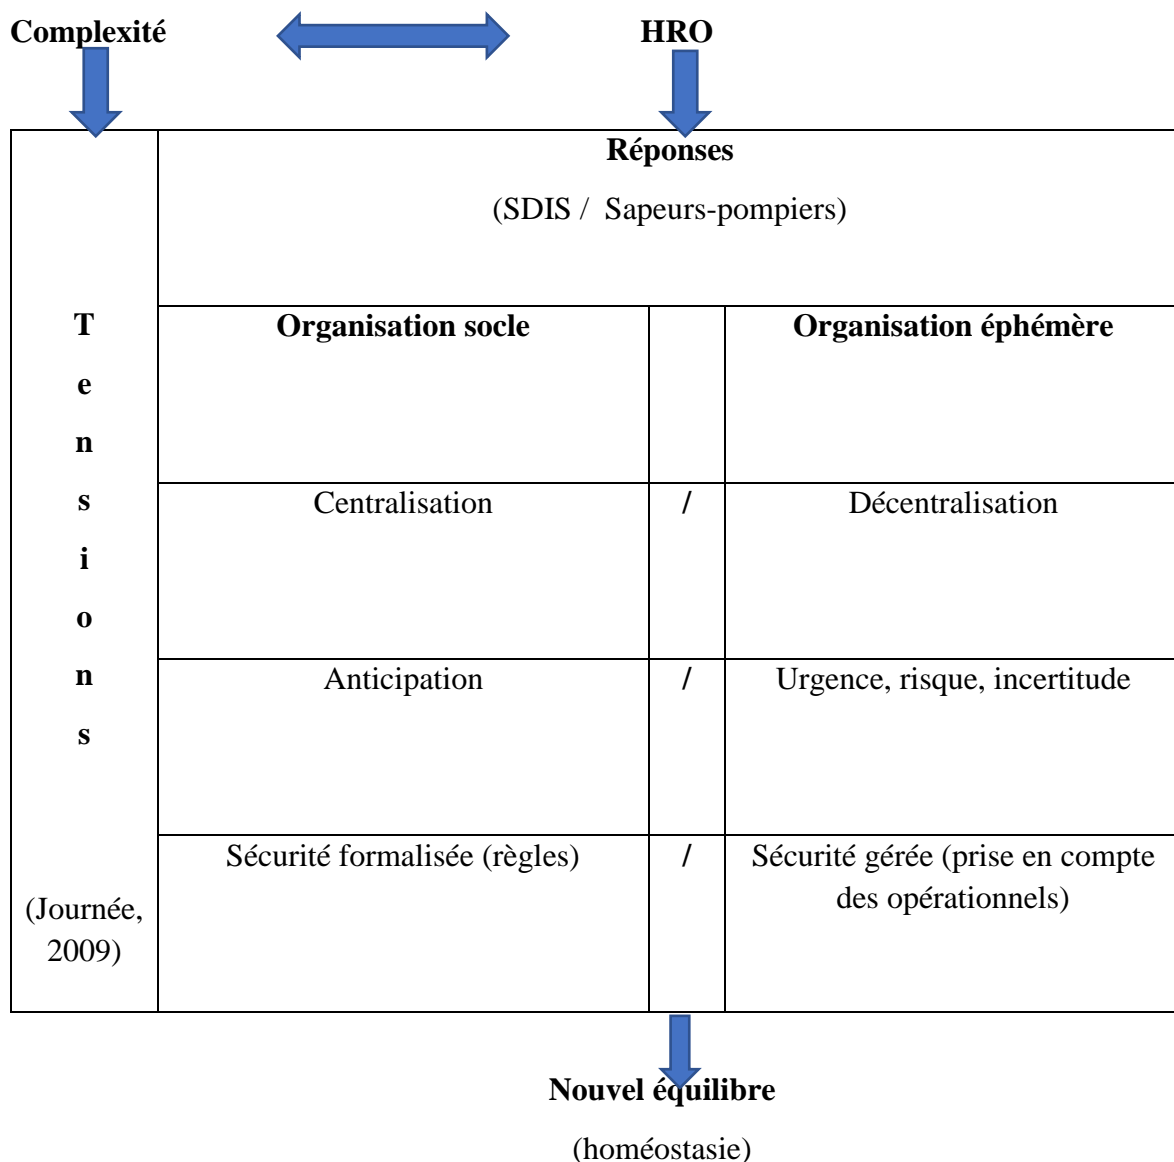 Complexité HRO
Réponses
(SDIS / Sapeurs-pompiers)
Tensions
(Journée,
2009)
Organisation socle Organisation éphémère
Centralisation / Décentralisation
Anticipation / Urgence, risque, incertitude
Sécurité formalisée (règles) / Sécurité gérée (prise en compte
des opérationnels)
Nouvel équilibre
(homéostasie)